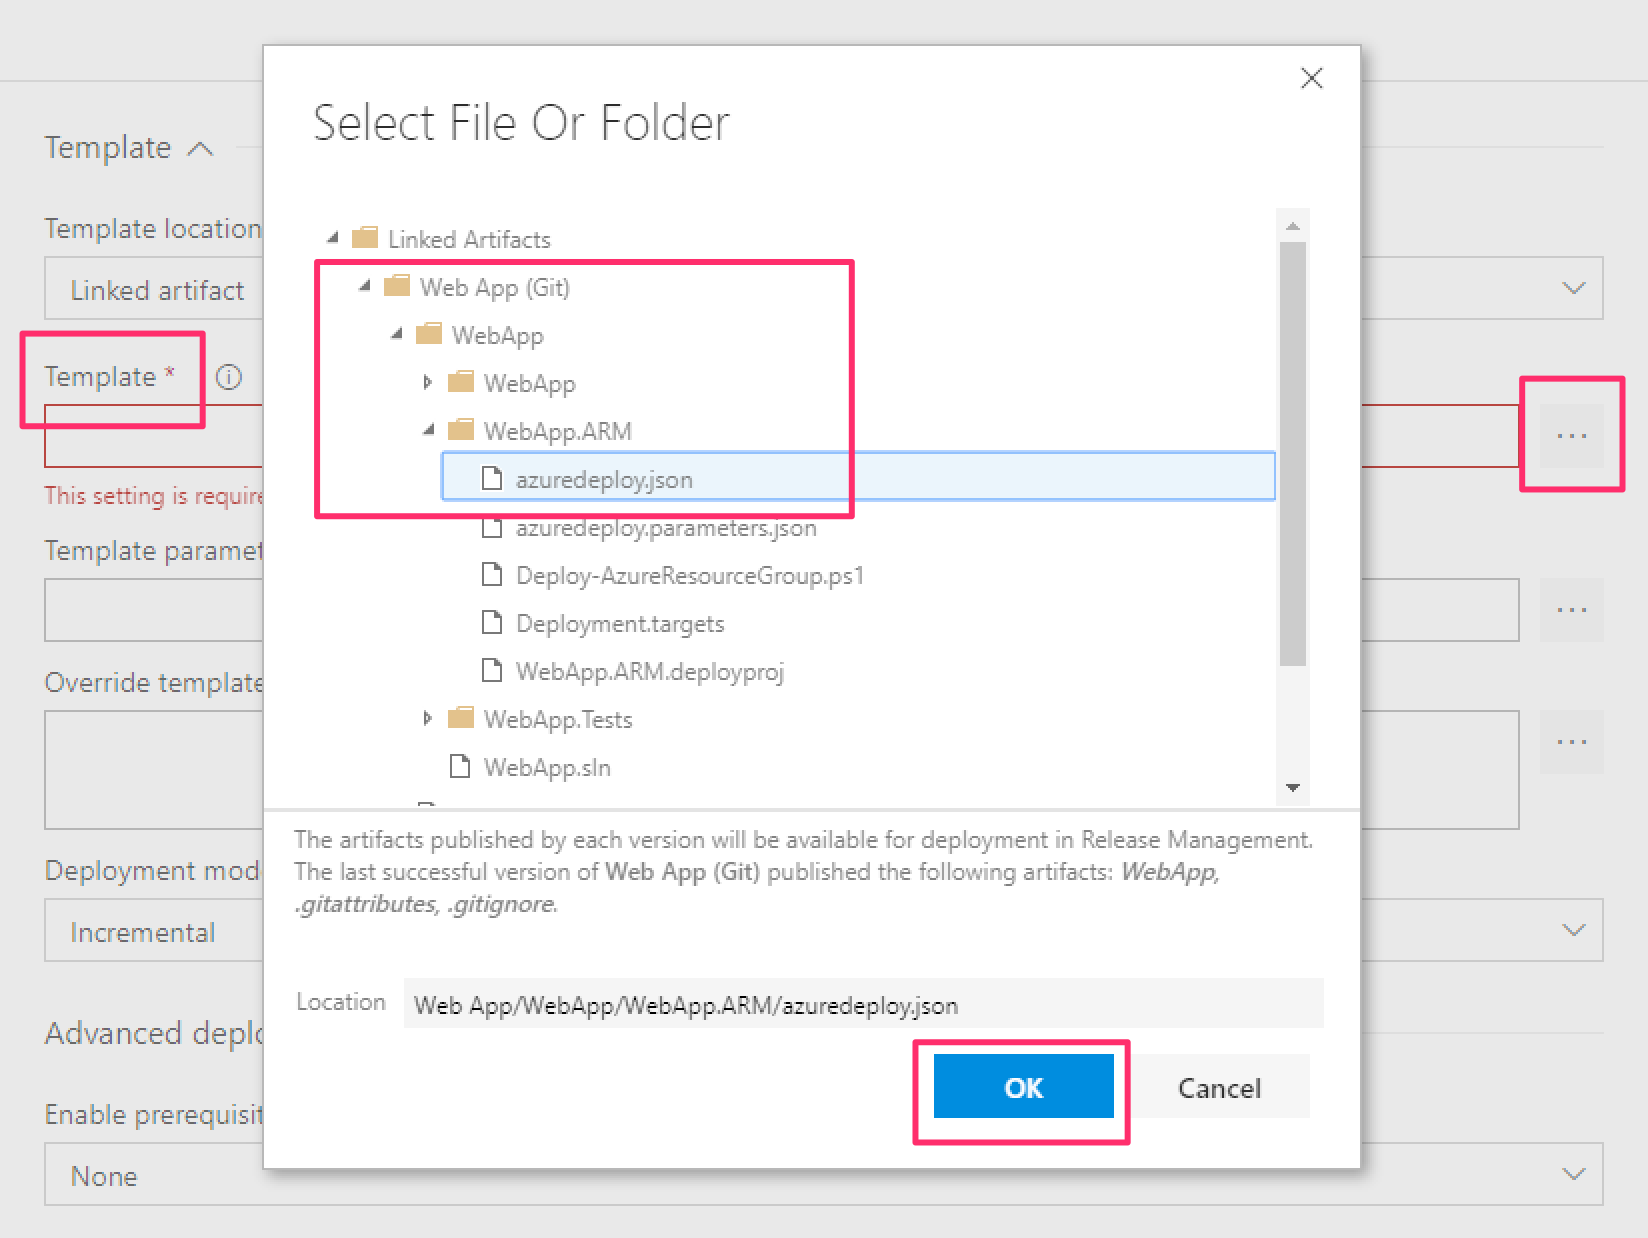 Select File Or Folder
Template
Template location
Linked artifact
Template *
This setting is require
Template paramet
Override template
Deployment mod
Incremental
Advanced deplo
Enable prerequisit
None
Linked Artifacts
Web App (Git)
WebApp
WebApp
WebApp.ARM
azuredeploy.json
azuredeploy.parameters.json
Deploy-AzureResourceGroup.ps1
Deployment.targets
WebApp.ARM.deployproj
WebApp.Tests
WebApp.sln
The artifacts published by each version will be available for deployment in Release Management.
The last successful version of Web App (Git) published the following artifacts: WebApp,
.gitattributes, .gitignore.
Location
Web App/WebApp/WebApp.ARM/azuredeploy.json
OK
Cancel